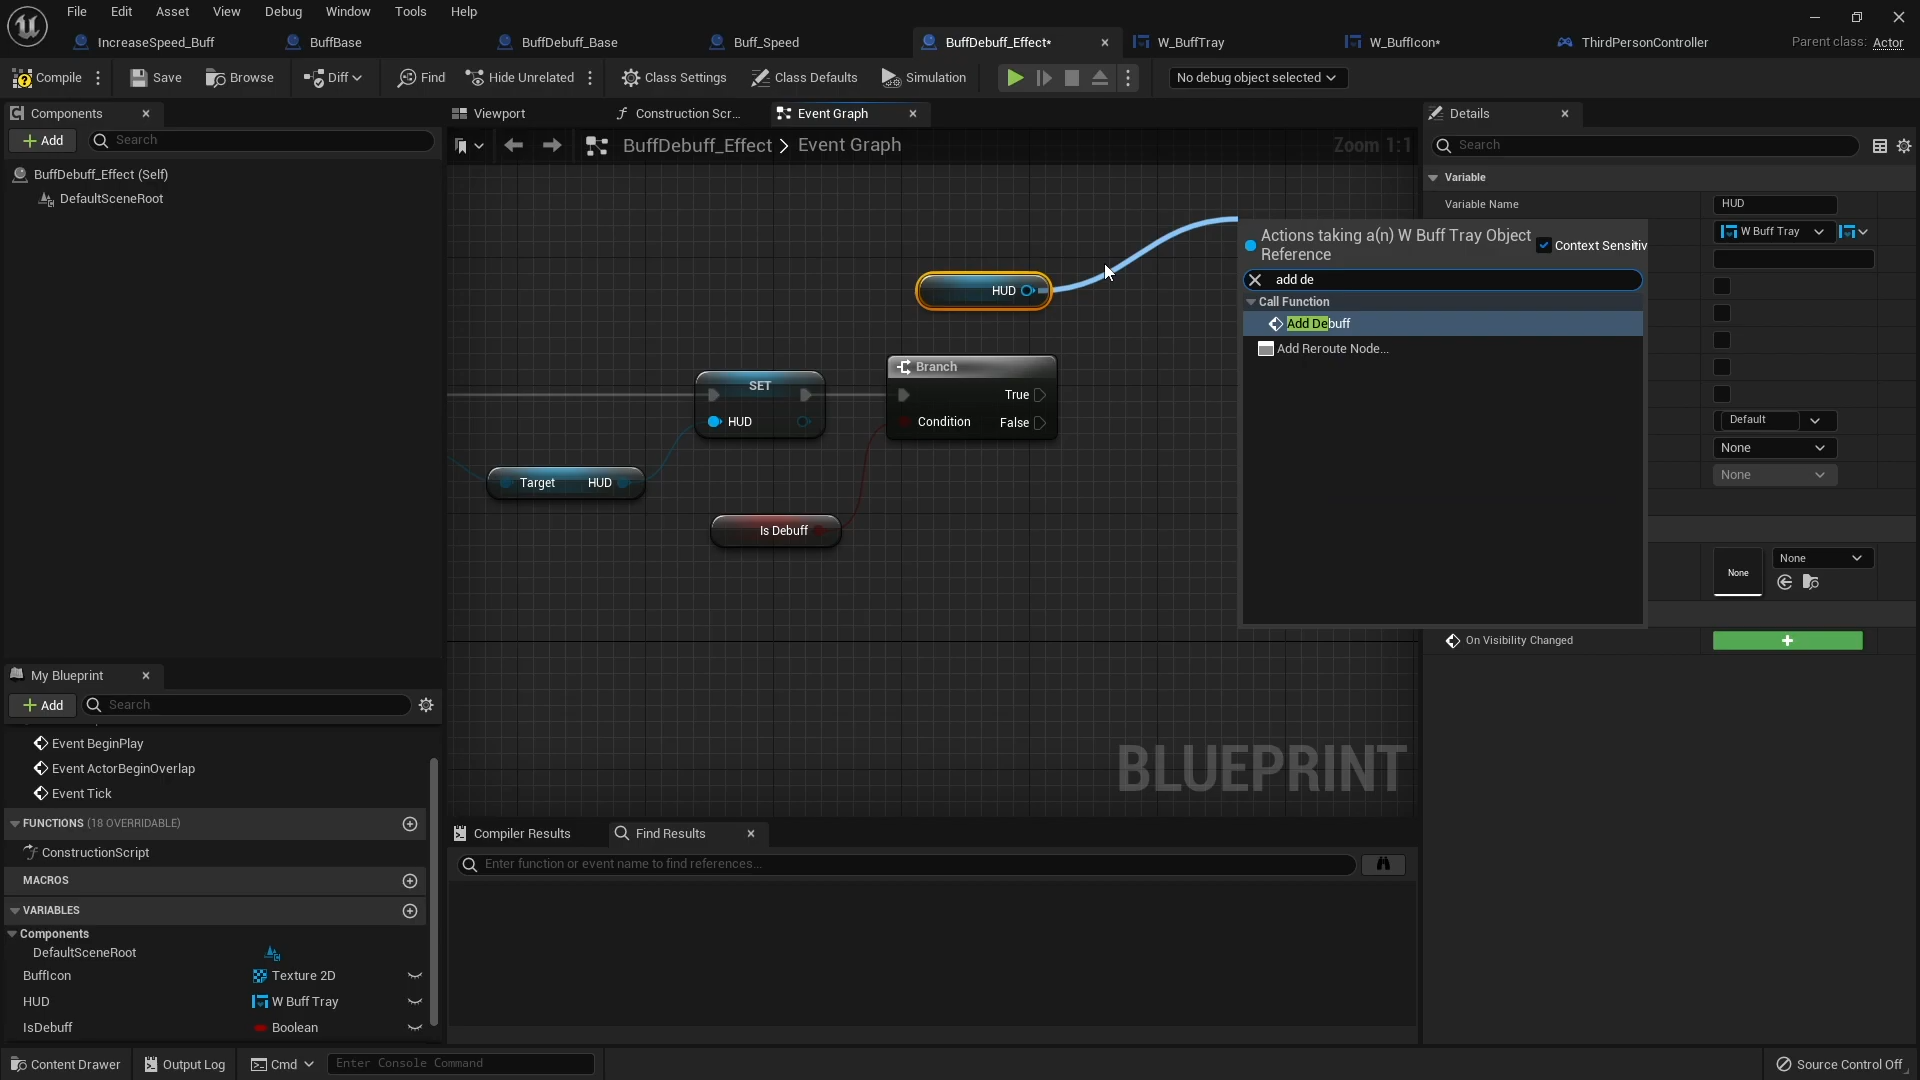 File Edit Asset View Debug Window Tools Help
IncreaseSpeed_Buff BuffBase BuffDebuff_Base Buff_Speed BuffDebuff_Effect* W_BuffTray W_BuffIcon* ThirdPersonController Parent class: Actor
Compile Save Browse Diff Find Hide Unrelated Class Settings Class Defaults Simulation No debug object selected
Components Viewport Construction Scr... Event Graph Details
Add Search BuffDebuff_Effect > Event Graph Zoom 1:1 Search
BuffDebuff_Effect (Self)
DefaultSceneRoot
Variable
Variable Name HUD
W Buff Tray
Actions taking a(n) W Buff Tray Object
Reference
Context Sensitiv
add de
Call Function
Add Debuff
Add Reroute Node...
HUD
SET
HUD
Branch
True
Condition False
Target HUD
Is Debuff
Default
None
None
None None
On Visibility Changed
BLUEPRINT
My Blueprint
Add Search
Event BeginPlay
Event ActorBeginOverlap
Event Tick
FUNCTIONS (18 OVERRIDABLE)
ConstructionScript
MACROS
VARIABLES
Components
DefaultSceneRoot
BuffIcon Texture 2D
HUD W Buff Tray
IsDebuff Boolean
Compiler Results Find Results
Enter function or event name to find references...
Content Drawer Output Log Cmd Enter Console Command Source Control Off